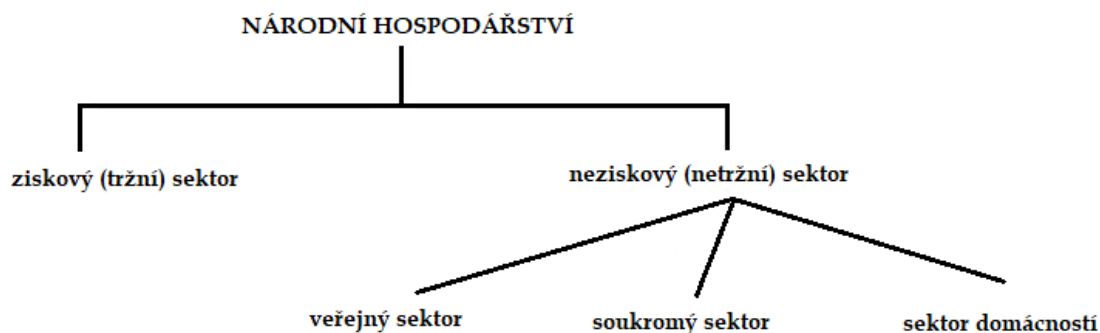 NÁRODNÍ HOSPODÁŘSTVÍ
ziskový (tržní) sektor
neziskový (netržní) sektor
veřejný sektor
soukromý sektor
sektor domácností